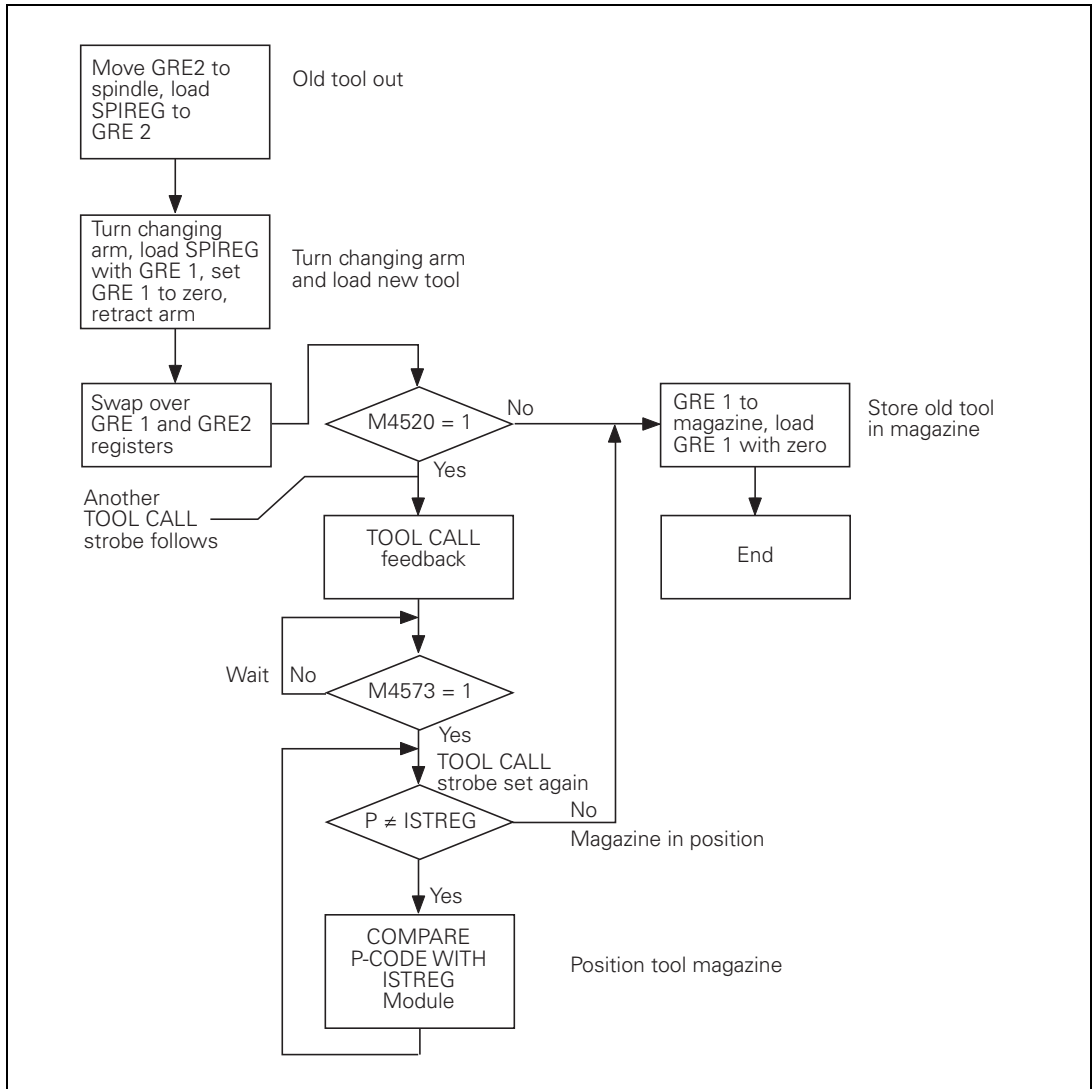 Move GRE2 to
spindle, load
SPIREG to
GRE 2
Old tool out
Turn changing
arm, load SPIREG
with GRE 1, set
GRE 1 to zero,
retract arm
Turn changing arm
and load new tool
Swap over
GRE 1 and GRE2
registers
M4520 = 1
No
GRE 1 to
magazine, load
GRE 1 with zero
Store old tool
in magazine
Yes
Another
TOOL CALL
strobe follows
TOOL CALL
feedback
End
Wait
No
M4573 = 1
Yes
TOOL CALL
strobe set again
P ≠ ISTREG
No
Magazine in position
Yes
COMPARE
P-CODE WITH
ISTREG
Module
Position tool magazine